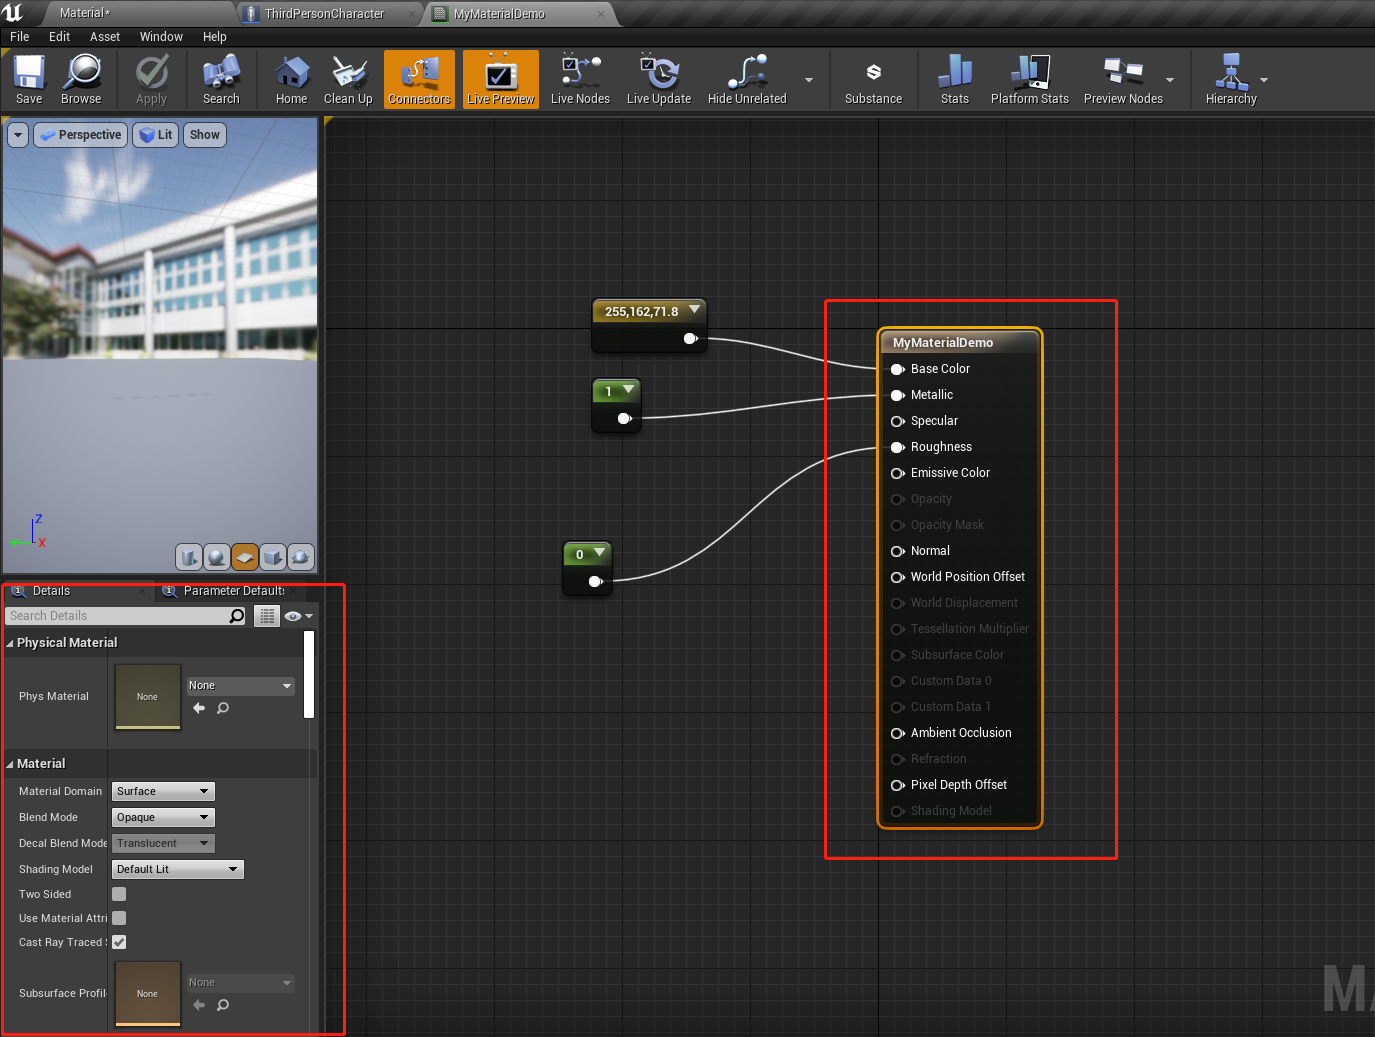 Material*
ThirdPersonCharacter
MyMaterialDemo
File Edit Asset Window Help
Save Browse Apply Search Home Clean Up Connectors Live Preview Live Nodes Live Update Hide Unrelated Substance Stats Platform Stats Preview Nodes Hierarchy
Perspective Lit Show
Z
X
255,162,71.8
1
0
MyMaterialDemo
Base Color
Metallic
Specular
Roughness
Emissive Color
Opacity
Opacity Mask
Normal
World Position Offset
World Displacement
Tessellation Multiplier
Subsurface Color
Custom Data 0
Custom Data 1
Ambient Occlusion
Refraction
Pixel Depth Offset
Shading Model
Details
Parameter Default
Search Details
Physical Material
Phys Material
None
None
Material
Material Domain Surface
Blend Mode Opaque
Decal Blend Mode Translucent
Shading Model Default Lit
Two Sided
Use Material Attri
Cast Ray Traced
Subsurface Profil
None
None
MA